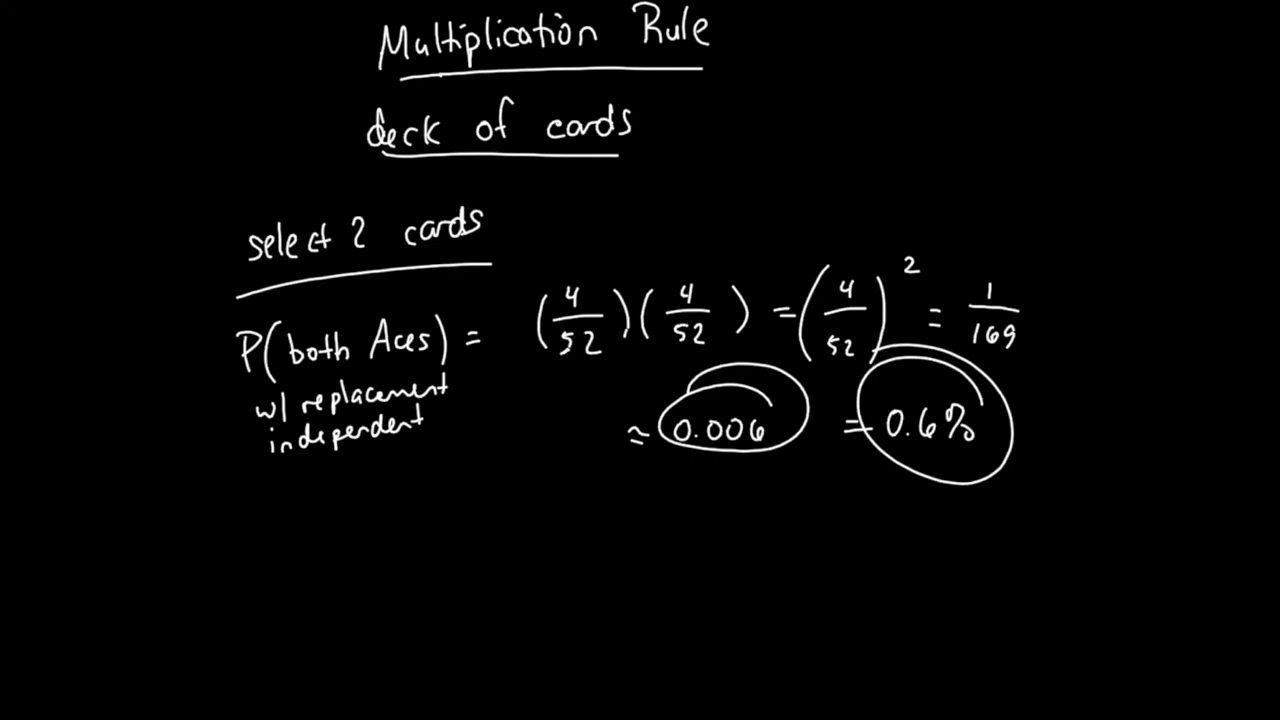 Multiplication Rule
deck of cards
select 2 cards
P(both Aces) = (4/52)(4/52) = (4/52)² = 1/169
w/ replacement
independent
≈ 0.006 = 0.6%